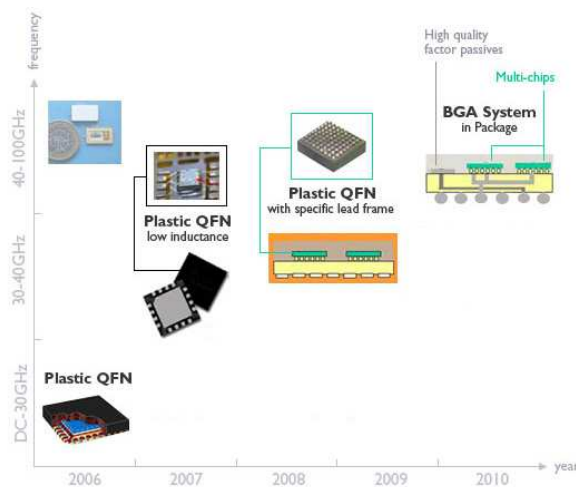 frequency
High quality
factor passives
Multi-chips
BGA System
in Package
40-100GHz
Plastic QFN
low inductance
Plastic QFN
with specific lead frame
30-40GHz
Plastic QFN
DC-30GHz
2006
2007
2008
2009
2010
year